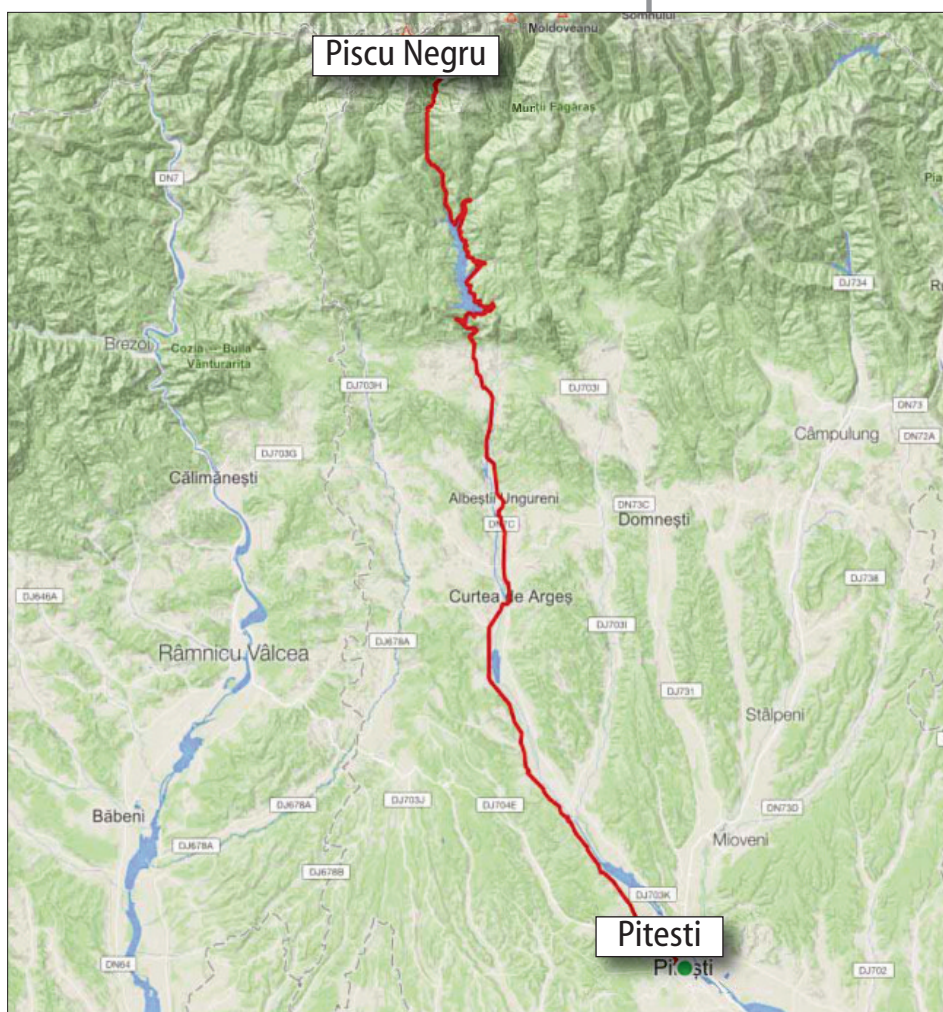 Somnului
Moldoveanu
Piscu Negru
Munții Făgăraș
DN7
DJ734
Brezoi
Cozia — Buila —
Vânturarița
DJ703H
DJ703I
DN73
Câmpulung
DN72A
DJ703G
Călimănești
Albeștii Ungureni
DN73C
DN7C
Domnești
DJ738
DJ646A
Curtea de Argeș
DJ703I
DJ678A
Râmnicu Vâlcea
DJ731
Stâlpeni
DJ678A
DJ703J
DJ704E
DN73D
Băbeni
Mioveni
DJ678A
DJ678B
DJ703K
Pitesti
DN64
Pitești
DJ702